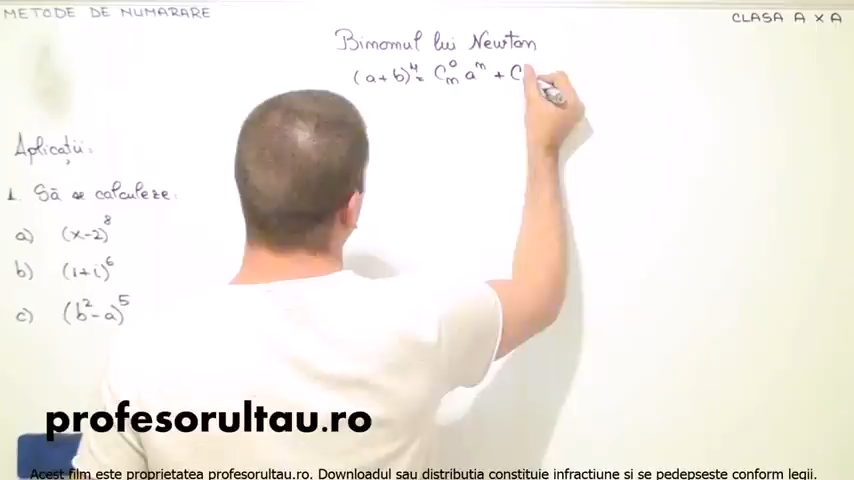 METODE DE NUMARARE
CLASA A X A
Binomul lui Newton
(a+b)⁴ = C⁰ₙ aⁿ + C
Aplicații:
1. Să se calculeze:
a) (x-2)⁸
b) (1+i)⁶
c) (b²-a)⁵
profesorultau.ro
Acest film este proprietatea profesorultau.ro. Downloadul sau distributia constituie infractiune si se pedepseste conform legii.